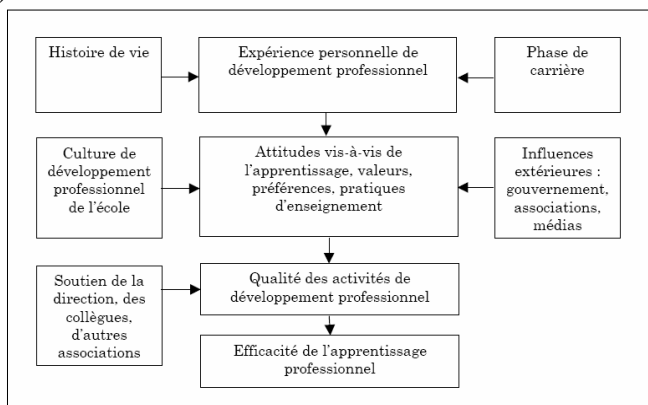 Histoire de vie
Expérience personnelle de
développement professionnel
Phase de
carrière
Culture de
développement
professionnel
de l'école
Attitudes vis-à-vis de
l'apprentissage, valeurs,
préférences, pratiques
d'enseignement
Influences
extérieures :
gouvernement,
associations,
médias
Soutien de la
direction, des
collègues,
d'autres
associations
Qualité des activités de
développement professionnel
Efficacité de l'apprentissage
professionnel